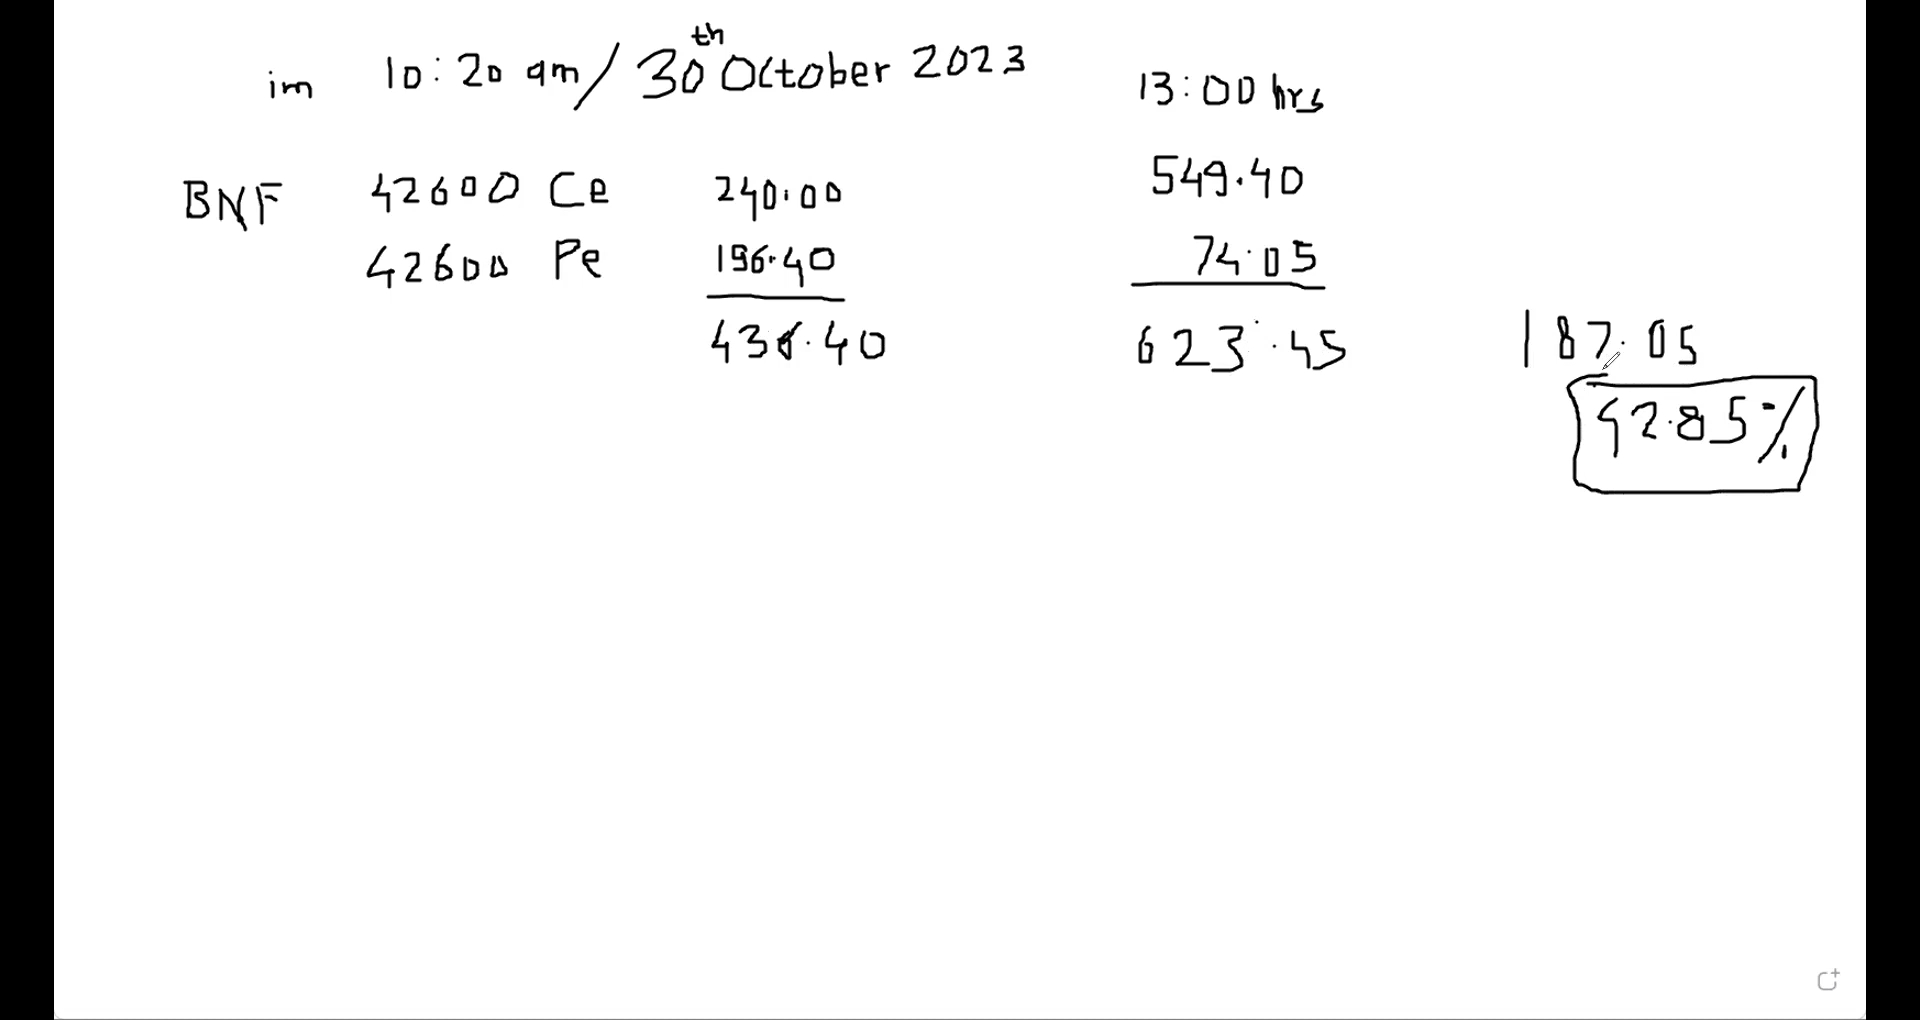 im 10:20 am / 30th October 2023 13:00 hrs
BNF 42600 Ce 240.00 549.40
42600 Pe 196.40 74.05
436.40 623.45 187.05
42.85%